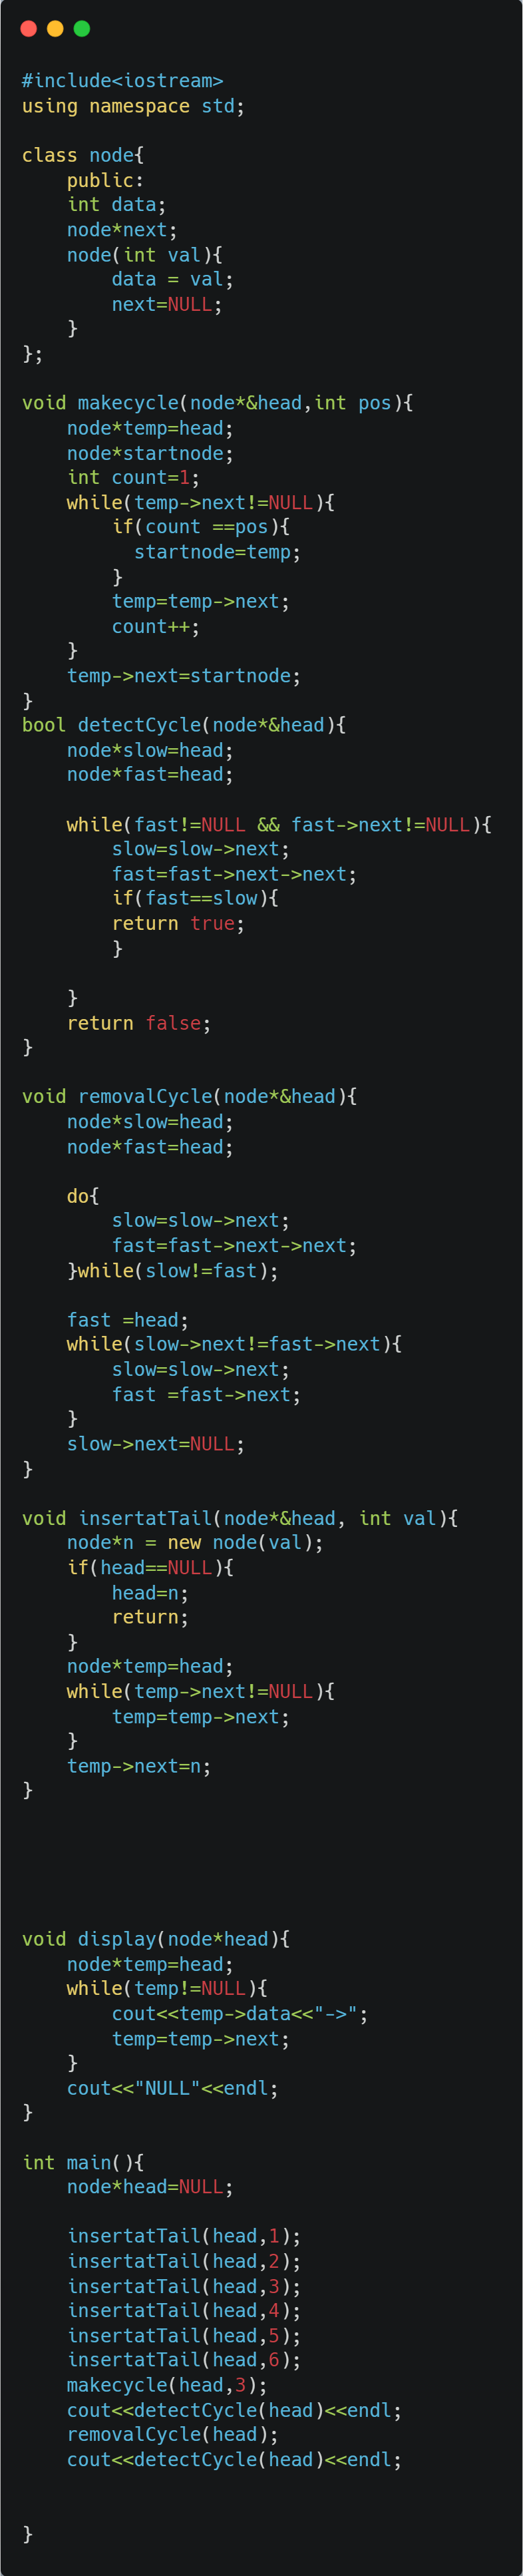 #include<iostream>
using namespace std;

class node{
    public:
    int data;
    node*next;
    node(int val){
        data = val;
        next=NULL;
    }
};

void makecycle(node*&head,int pos){
    node*temp=head;
    node*startnode;
    int count=1;
    while(temp->next!=NULL){
        if(count ==pos){
          startnode=temp;
        }
        temp=temp->next;
        count++;
    }
    temp->next=startnode;
}
bool detectCycle(node*&head){
    node*slow=head;
    node*fast=head;

    while(fast!=NULL && fast->next!=NULL){
        slow=slow->next;
        fast=fast->next->next;
        if(fast==slow){
        return true;
        }

    }
    return false;
}

void removalCycle(node*&head){
    node*slow=head;
    node*fast=head;

    do{
        slow=slow->next;
        fast=fast->next->next;
    }while(slow!=fast);

    fast =head;
    while(slow->next!=fast->next){
        slow=slow->next;
        fast =fast->next;
    }
    slow->next=NULL;
}

void insertatTail(node*&head, int val){
    node*n = new node(val);
    if(head==NULL){
        head=n;
        return;
    }
    node*temp=head;
    while(temp->next!=NULL){
        temp=temp->next;
    }
    temp->next=n;
}

void display(node*head){
    node*temp=head;
    while(temp!=NULL){
        cout<<temp->data<<"->";
        temp=temp->next;
    }
    cout<<"NULL"<<endl;
}

int main(){
    node*head=NULL;

    insertatTail(head,1);
    insertatTail(head,2);
    insertatTail(head,3);
    insertatTail(head,4);
    insertatTail(head,5);
    insertatTail(head,6);
    makecycle(head,3);
    cout<<detectCycle(head)<<endl;
    removalCycle(head);
    cout<<detectCycle(head)<<endl;


}